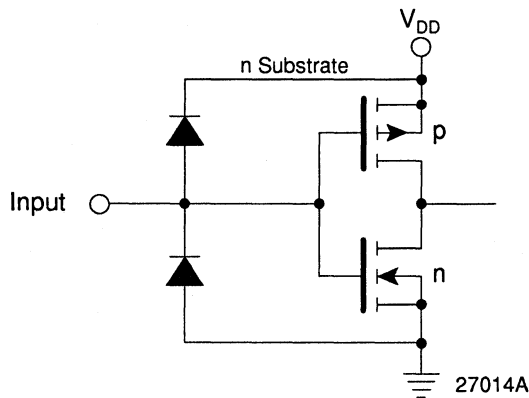 V_DD
n Substrate
p
Input
n
27014A